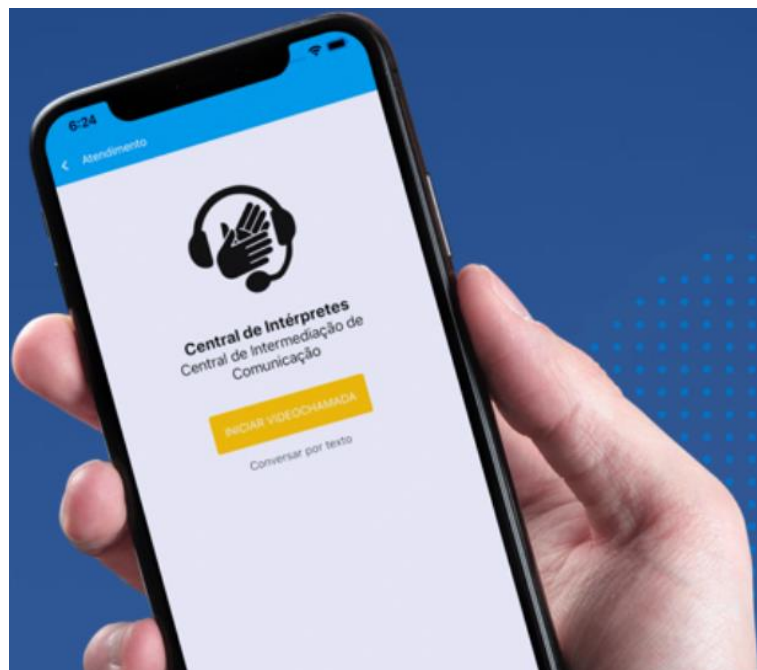 6:24
Atendimento
Central de Intérpretes
Central de Intermediação de
Comunicação
INICIAR VIDEOCHAMADA
Conversar por texto